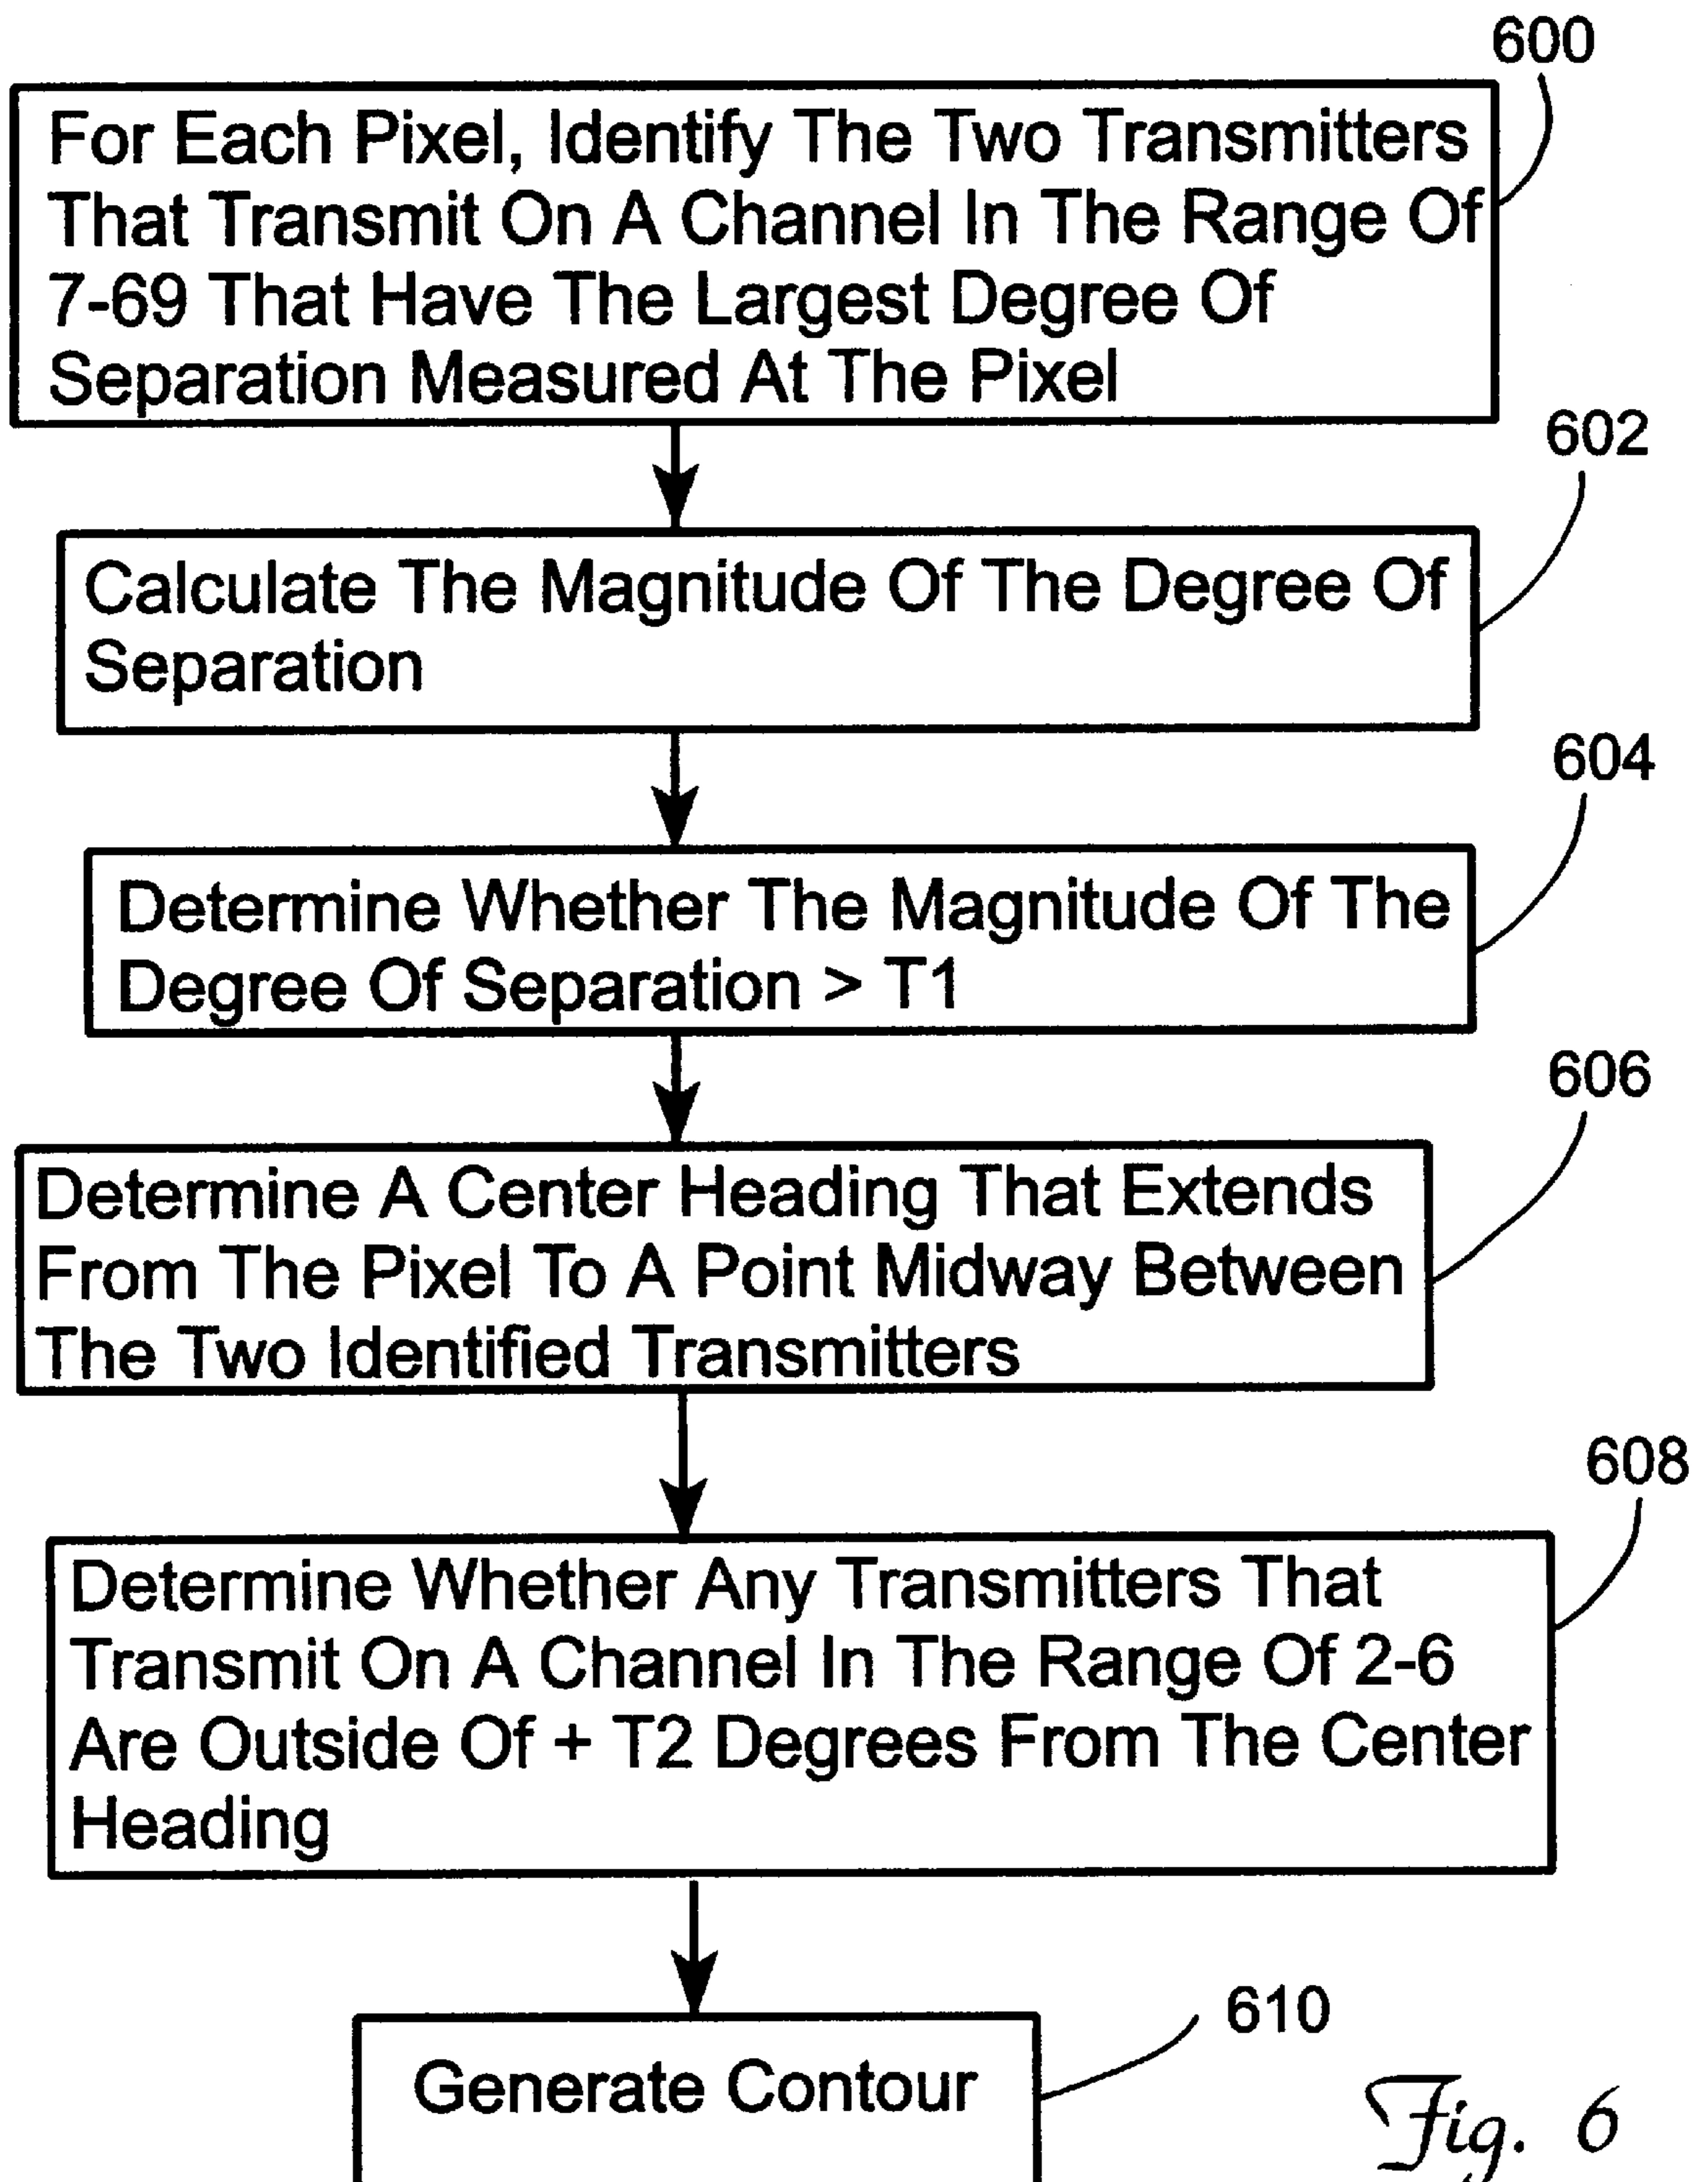 600
For Each Pixel, Identify The Two Transmitters
That Transmit On A Channel In The Range Of
7-69 That Have The Largest Degree Of
Separation Measured At The Pixel
602
Calculate The Magnitude Of The Degree Of
Separation
604
Determine Whether The Magnitude Of The
Degree Of Separation > T1
606
Determine A Center Heading That Extends
From The Pixel To A Point Midway Between
The Two Identified Transmitters
608
Determine Whether Any Transmitters That
Transmit On A Channel In The Range Of 2-6
Are Outside Of + T2 Degrees From The Center
Heading
610
Generate Contour
Fig. 6